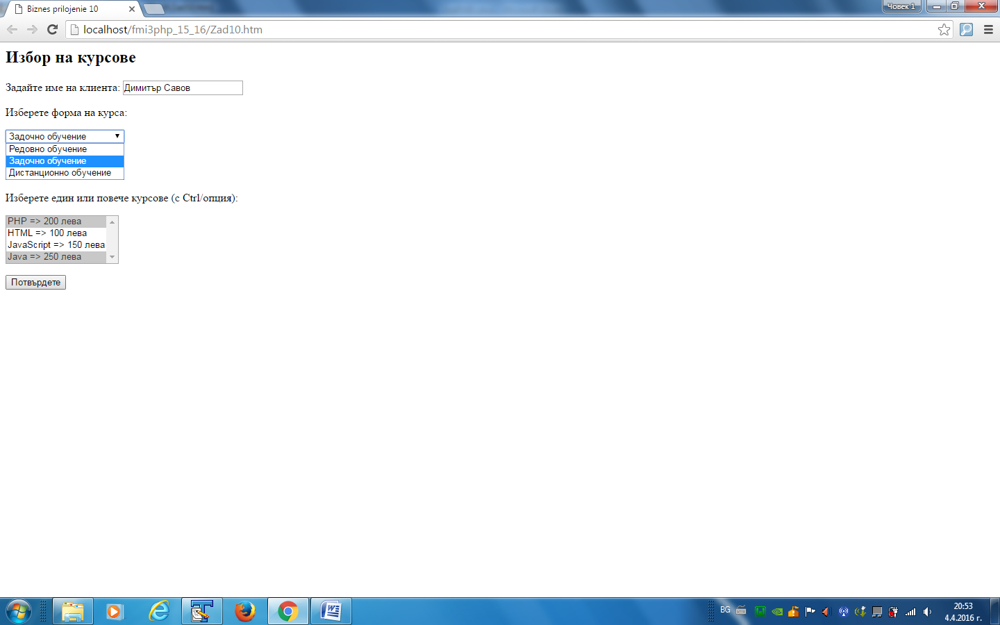 Biznes prilojenie 10
Човек 1
localhost/fmi3php_15_16/Zad10.htm
Избор на курсове
Задайте име на клиента: Димитър Савов
Изберете форма на курса:
Задочно обучение
Редовно обучение
Задочно обучение
Дистанционно обучение
Изберете един или повече курсове (с Ctrl/опция):
PHP => 200 лева
HTML => 100 лева
JavaScript => 150 лева
Java => 250 лева
Потвърдете
BG
20:53
4.4.2016 г.